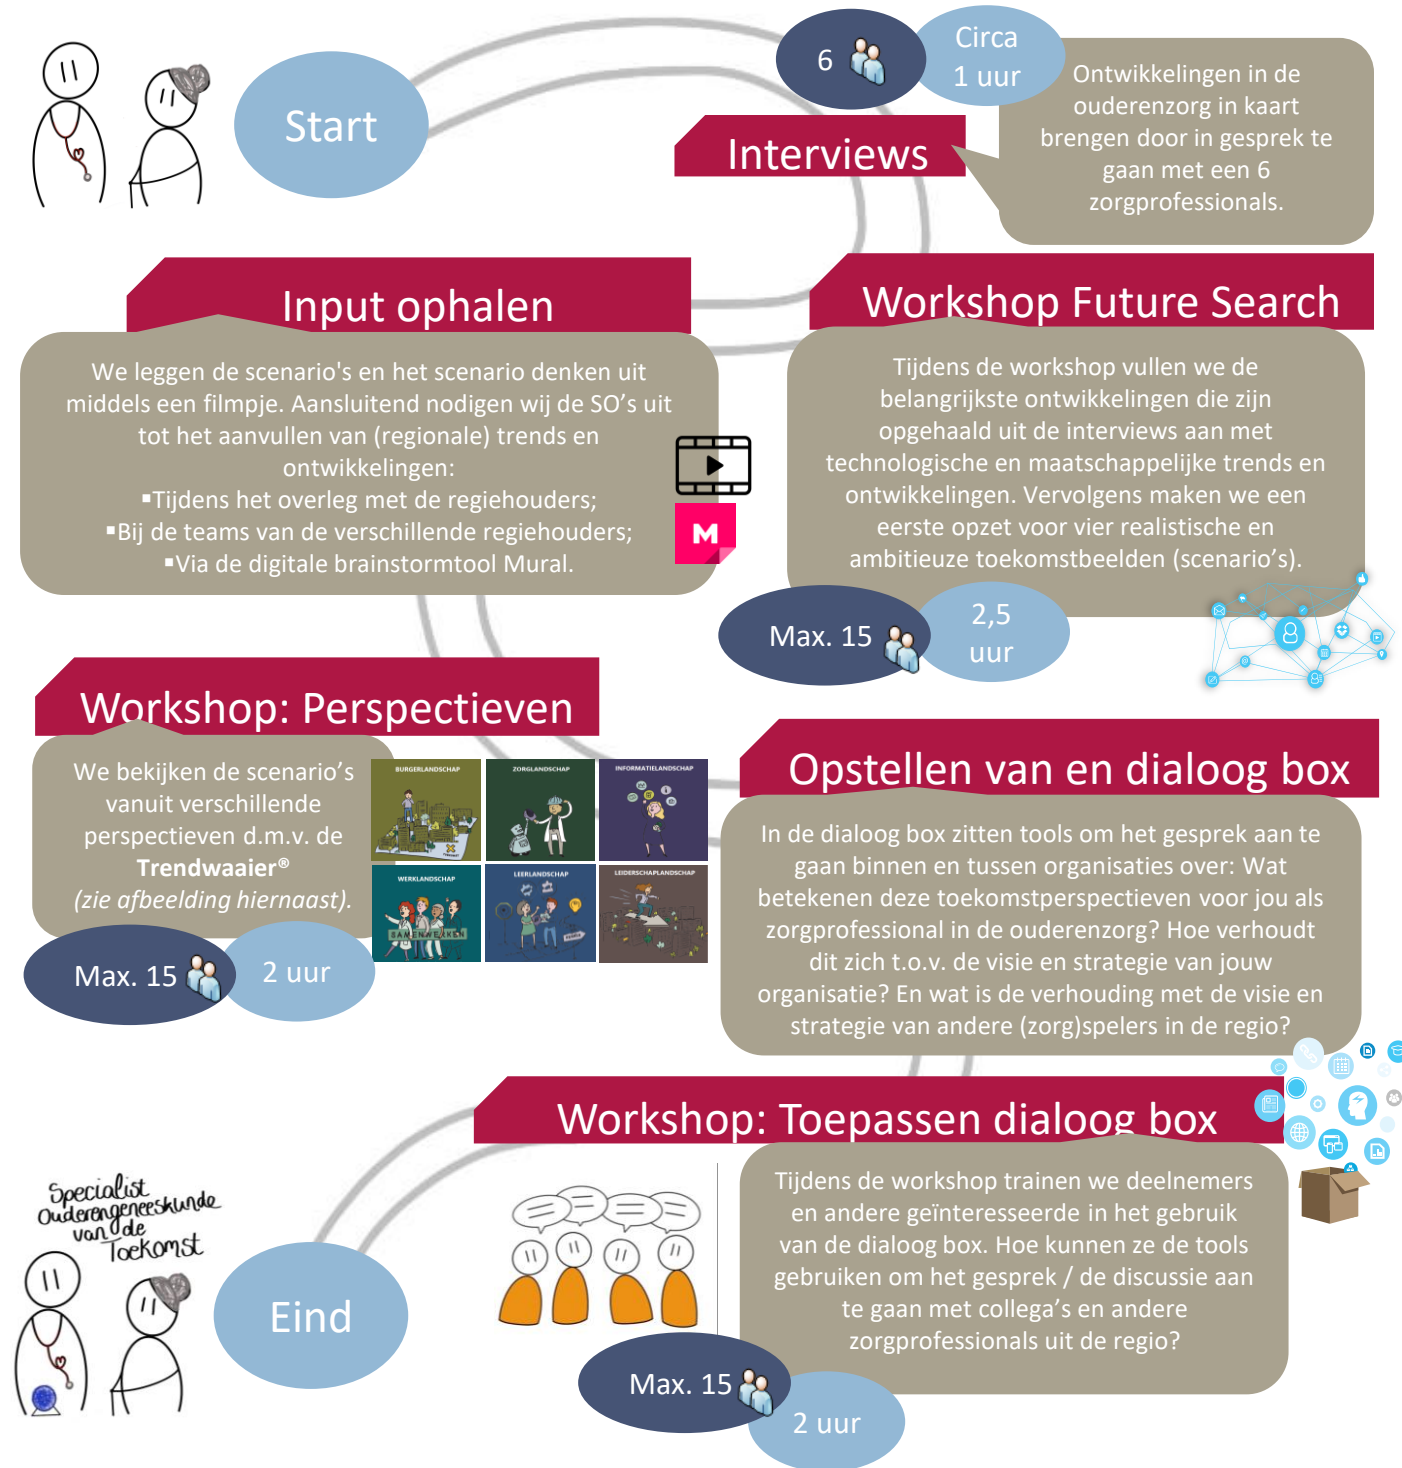 Start
6
Circa
1 uur
Interviews
Ontwikkelingen in de
ouderenzorg in kaart
brengen door in gesprek te
gaan met een 6
zorgprofessionals.
Workshop Future Search
Tijdens de workshop vullen we de
belangrijkste ontwikkelingen die zijn
opgehaald uit de interviews aan met
technologische en maatschappelijke trends en
ontwikkelingen. Vervolgens maken we een
eerste opzet voor vier realistische en
ambitieuze toekomstbeelden (scenario's).
Max. 15
2,5
uur
Input ophalen
We leggen de scenario's en het scenario denken uit
middels een filmpje. Aansluitend nodigen wij de SO's uit
tot het aanvullen van (regionale) trends en
ontwikkelingen:
▪Tijdens het overleg met de regiehouders;
▪Bij de teams van de verschillende regiehouders;
▪Via de digitale brainstormtool Mural.
M
Workshop: Perspectieven
We bekijken de scenario's
vanuit verschillende
perspectieven d.m.v. de
Trendwaaier®
(zie afbeelding hiernaast).
Max. 15
2 uur
BURGERLANDSCHAP
ZORGLANDSCHAP
INFORMATIELANDSCHAP
WERKLANDSCHAP
SAMENWERKEN
LEERLANDSCHAP
LEIDERSCHAPLANDSCHAP
Opstellen van en dialoog box
In de dialoog box zitten tools om het gesprek aan te
gaan binnen en tussen organisaties over: Wat
betekenen deze toekomstperspectieven voor jou als
zorgprofessional in de ouderenzorg? Hoe verhoudt
dit zich t.o.v. de visie en strategie van jouw
organisatie? En wat is de verhouding met de visie en
strategie van andere (zorg)spelers in de regio?
Workshop: Toepassen dialoog box
Tijdens de workshop trainen we deelnemers
en andere geïnteresseerde in het gebruik
van de dialoog box. Hoe kunnen ze de tools
gebruiken om het gesprek / de discussie aan
te gaan met collega's en andere
zorgprofessionals uit de regio?
Max. 15
2 uur
Specialist
Ouderengeneeskunde
van de
Toekomst
Eind